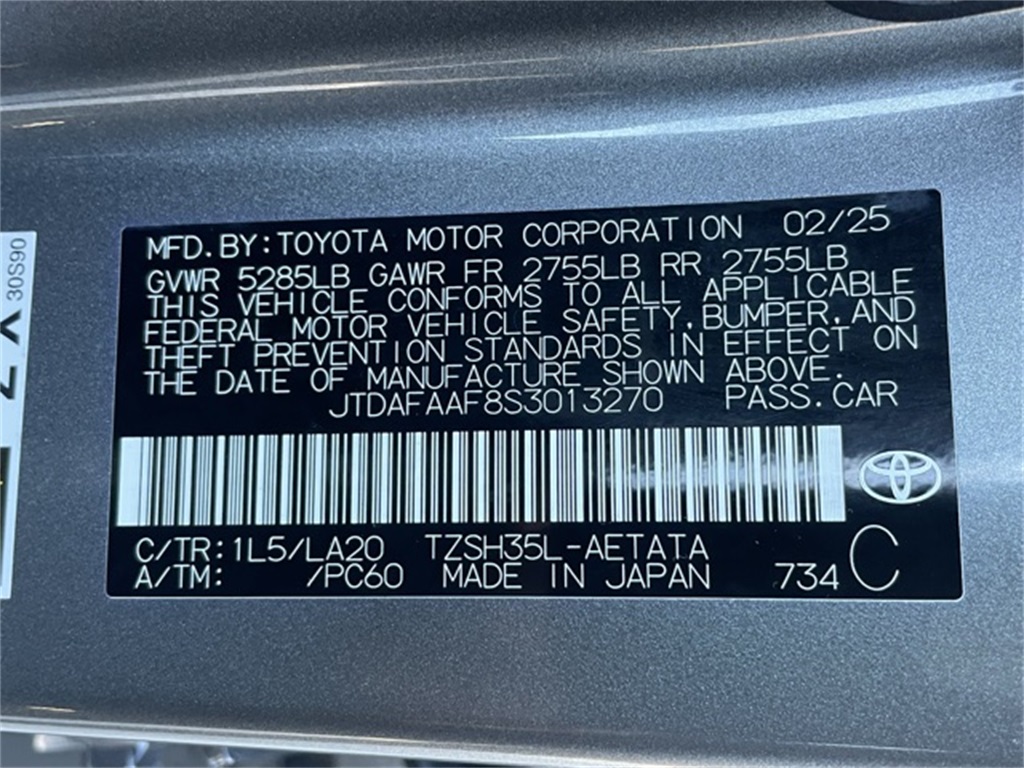 MFD.BY:TOYOTA MOTOR CORPORATION 02/25
GVWR 5285LB GAWR FR 2755LB RR 2755LB
THIS VEHICLE CONFORMS TO ALL APPLICABLE
FEDERAL MOTOR VEHICLE SAFETY,BUMPER,AND
THEFT PREVENTION STANDARDS IN EFFECT ON
THE DATE OF MANUFACTURE SHOWN ABOVE.
JTDAFAAF8S3013270 PASS.CAR
C/TR:1L5/LA20 TZSH35L-AETATA
A/TM: /PC60 MADE IN JAPAN 734 C
30S90